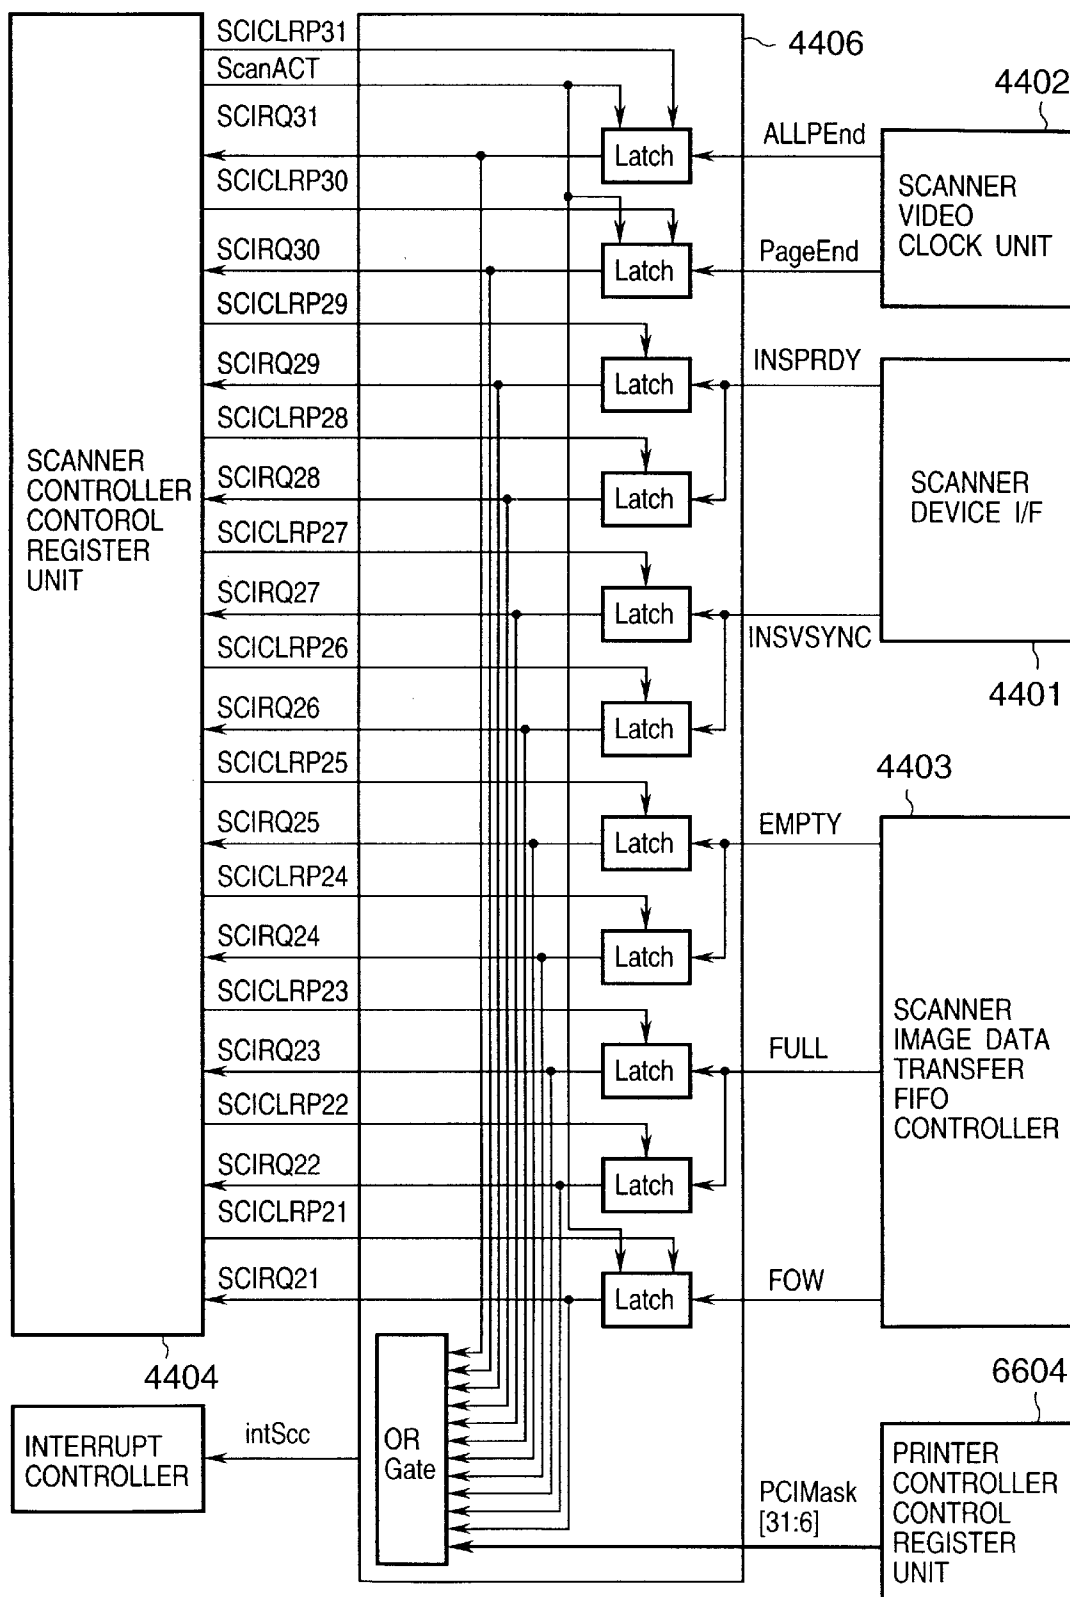 SCICLRP31
4406
ScanACT
4402
SCIRQ31
ALLPEnd
Latch
SCICLRP30
SCANNER
VIDEO
CLOCK UNIT
SCIRQ30
PageEnd
Latch
SCICLRP29
SCIRQ29
INSPRDY
Latch
SCICLRP28
SCANNER
CONTROLLER
CONTOROL
REGISTER
UNIT
SCIRQ28
Latch
SCANNER
DEVICE I/F
SCICLRP27
SCIRQ27
Latch
INSVSYNC
SCICLRP26
4401
SCIRQ26
Latch
SCICLRP25
4403
SCIRQ25
EMPTY
Latch
SCICLRP24
SCIRQ24
Latch
SCICLRP23
SCANNER
IMAGE DATA
TRANSFER
FIFO
CONTROLLER
SCIRQ23
FULL
Latch
SCICLRP22
SCIRQ22
Latch
SCICLRP21
SCIRQ21
FOW
Latch
4404
6604
INTERRUPT
CONTROLLER
intScc
OR
Gate
PCIMask
[31:6]
PRINTER
CONTROLLER
CONTROL
REGISTER
UNIT